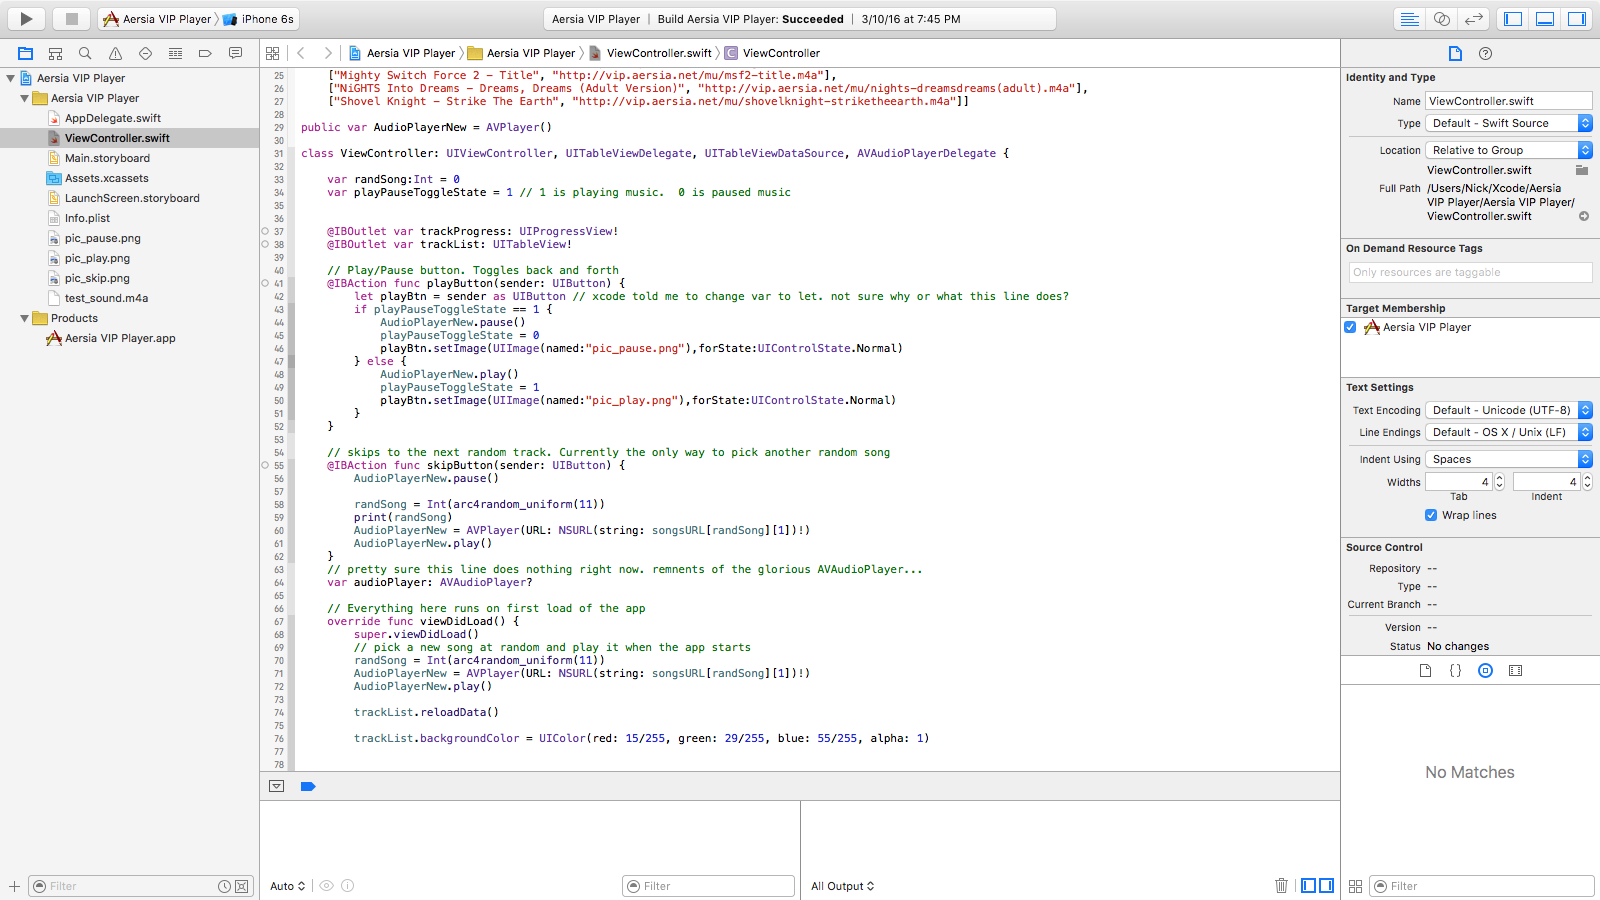 Aersia VIP Player
iPhone 6s
Aersia VIP Player | Build Aersia VIP Player: Succeeded | 3/10/16 at 7:45 PM
Aersia VIP Player
Aersia VIP Player
AppDelegate.swift
ViewController.swift
Main.storyboard
Assets.xcassets
LaunchScreen.storyboard
Info.plist
pic_pause.png
pic_play.png
pic_skip.png
test_sound.m4a
Products
Aersia VIP Player.app
Filter
Aersia VIP Player
Aersia VIP Player
ViewController.swift
C ViewController
25 ["Mighty Switch Force 2 - Title", "http://vip.aersia.net/mu/msf2-title.m4a"],
26 ["NiGHTS Into Dreams - Dreams, Dreams (Adult Version)", "http://vip.aersia.net/mu/nights-dreamsdreams(adult).m4a"],
27 ["Shovel Knight - Strike The Earth", "http://vip.aersia.net/mu/shovelknight-striketheearth.m4a"]]
28
29 public var AudioPlayerNew = AVPlayer()
30
31 class ViewController: UIViewController, UITableViewDelegate, UITableViewDataSource, AVAudioPlayerDelegate {
32
33 var randSong:Int = 0
34 var playPauseToggleState = 1 // 1 is playing music.  0 is paused music
35
36
37 @IBOutlet var trackProgress: UIProgressView!
38 @IBOutlet var trackList: UITableView!
39
40 // Play/Pause button. Toggles back and forth
41 @IBAction func playButton(sender: UIButton) {
42 let playBtn = sender as UIButton // xcode told me to change var to let. not sure why or what this line does?
43 if playPauseToggleState == 1 {
44 AudioPlayerNew.pause()
45 playPauseToggleState = 0
46 playBtn.setImage(UIImage(named:"pic_pause.png"),forState:UIControlState.Normal)
47 } else {
48 AudioPlayerNew.play()
49 playPauseToggleState = 1
50 playBtn.setImage(UIImage(named:"pic_play.png"),forState:UIControlState.Normal)
51 }
52 }
53
54 // skips to the next random track. Currently the only way to pick another random song
55 @IBAction func skipButton(sender: UIButton) {
56 AudioPlayerNew.pause()
57
58 randSong = Int(arc4random_uniform(11))
59 print(randSong)
60 AudioPlayerNew = AVPlayer(URL: NSURL(string: songsURL[randSong][1])!)
61 AudioPlayerNew.play()
62 }
63 // pretty sure this line does nothing right now. remnents of the glorious AVAudioPlayer...
64 var audioPlayer: AVAudioPlayer?
65
66 // Everything here runs on first load of the app
67 override func viewDidLoad() {
68 super.viewDidLoad()
69 // pick a new song at random and play it when the app starts
70 randSong = Int(arc4random_uniform(11))
71 AudioPlayerNew = AVPlayer(URL: NSURL(string: songsURL[randSong][1])!)
72 AudioPlayerNew.play()
73
74 trackList.reloadData()
75
76 trackList.backgroundColor = UIColor(red: 15/255, green: 29/255, blue: 55/255, alpha: 1)
77
78
Auto
Filter
All Output
Identity and Type
Name ViewController.swift
Type Default - Swift Source
Location Relative to Group
ViewController.swift
Full Path /Users/Nick/Xcode/Aersia
VIP Player/Aersia VIP Player/
ViewController.swift
On Demand Resource Tags
Only resources are taggable
Target Membership
Aersia VIP Player
Text Settings
Text Encoding Default - Unicode (UTF-8)
Line Endings Default - OS X / Unix (LF)
Indent Using Spaces
Widths 4 4
Tab Indent
Wrap lines
Source Control
Repository --
Type --
Current Branch --
Version --
Status No changes
{}
No Matches
Filter